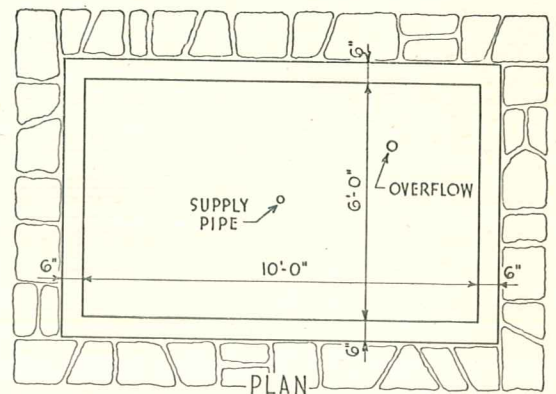 6"
SUPPLY
PIPE
OVERFLOW
6'-0"
6"
10'-0"
6"
6"
PLAN